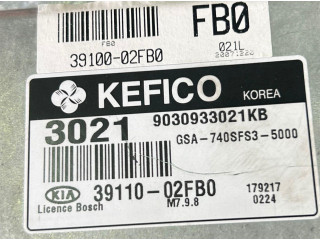 FB0
FB0
39100-02FB0
021L
KEFICO KOREA
3021 9030933021KB
GSA-740SFS3-5000
KIA 39110-02FB0 179217
Licence Bosch M7.9.8 0224